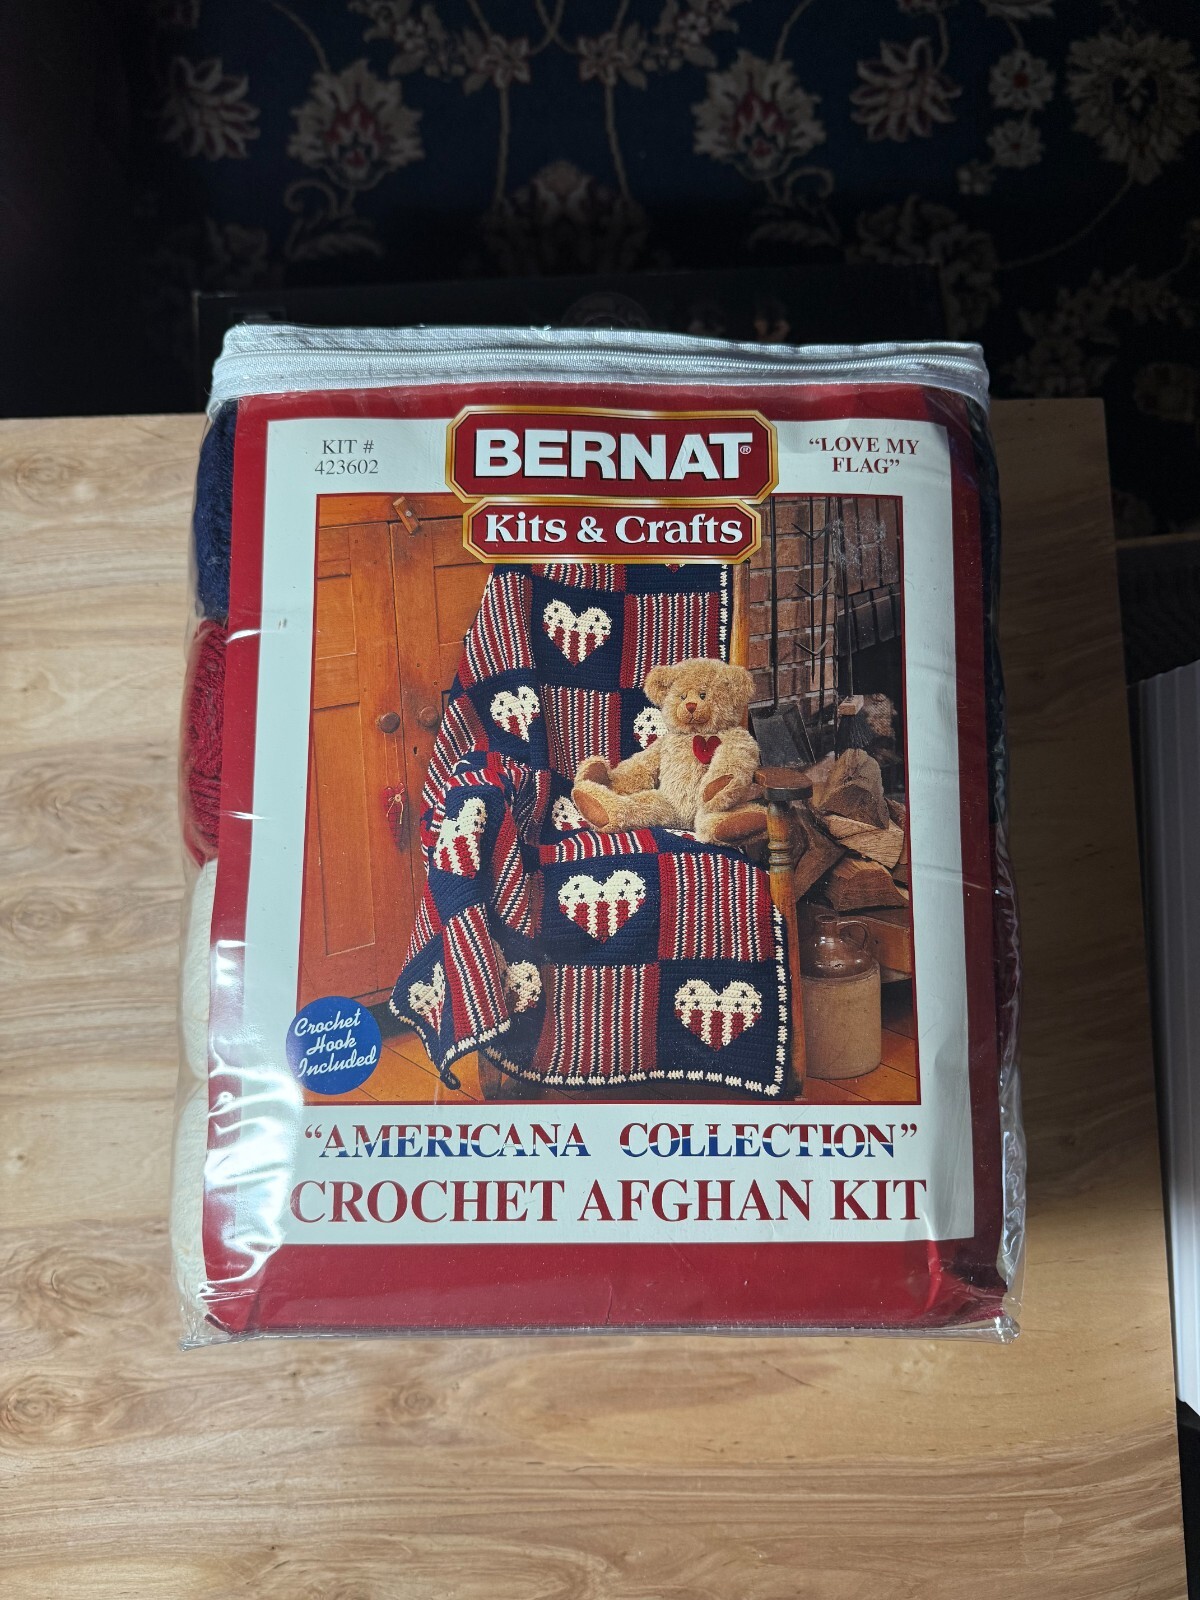 KIT #
423602
BERNAT®
Kits & Crafts
“LOVE MY
FLAG”
Crochet
Hook
Included
“AMERICANA COLLECTION”
CROCHET AFGHAN KIT